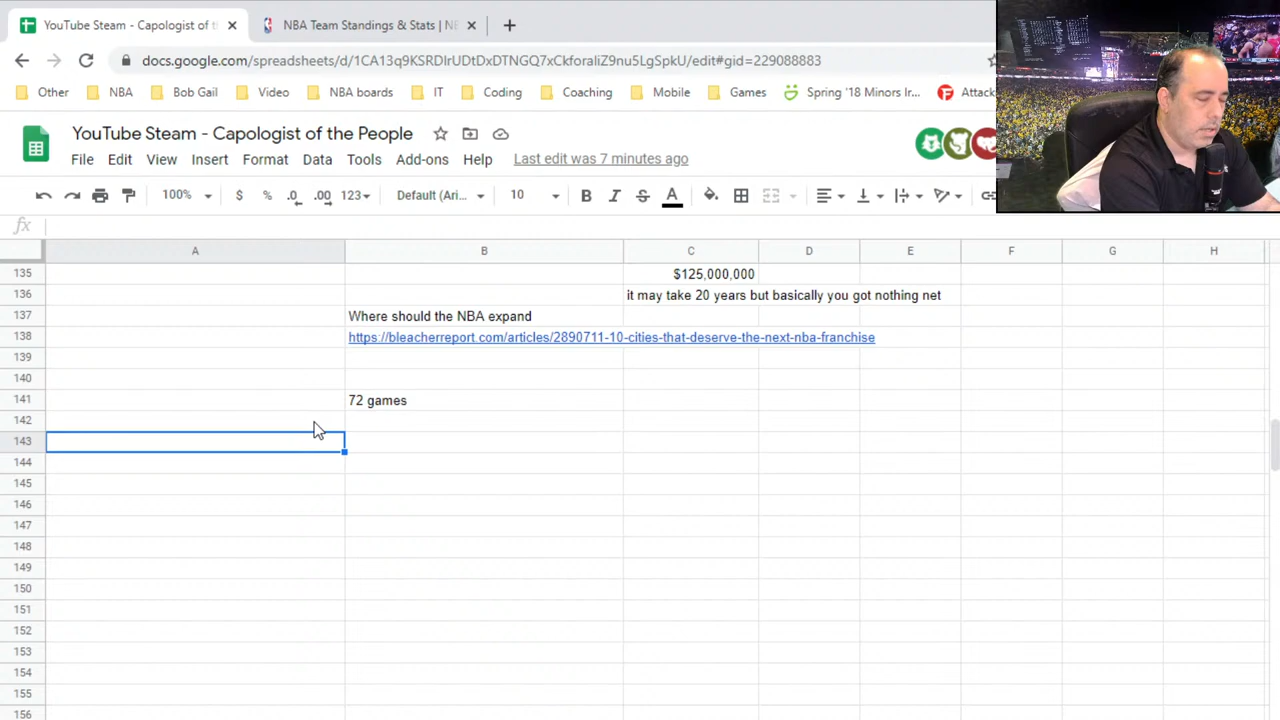 YouTube Steam - Capologist of t
NBA Team Standings & Stats | NE
docs.google.com/spreadsheets/d/1CA13q9KSRDIrUDtDxDTNGQ7xCkforaliZ9nu5LgSpkU/edit#gid=229088883
Other NBA Bob Gail Video NBA boards IT Coding Coaching Mobile Games Spring '18 Minors Ir... Attack
YouTube Steam - Capologist of the People
File Edit View Insert Format Data Tools Add-ons Help Last edit was 7 minutes ago
100% $ % .0 .00 123 Default (Ari... 10 B I S A
fx
A B C D E F G H
135 $125,000,000
136 it may take 20 years but basically you got nothing net
137 Where should the NBA expand
138 https://bleacherreport.com/articles/2890711-10-cities-that-deserve-the-next-nba-franchise
139
140
141 72 games
142
143
144
145
146
147
148
149
150
151
152
153
154
155
156